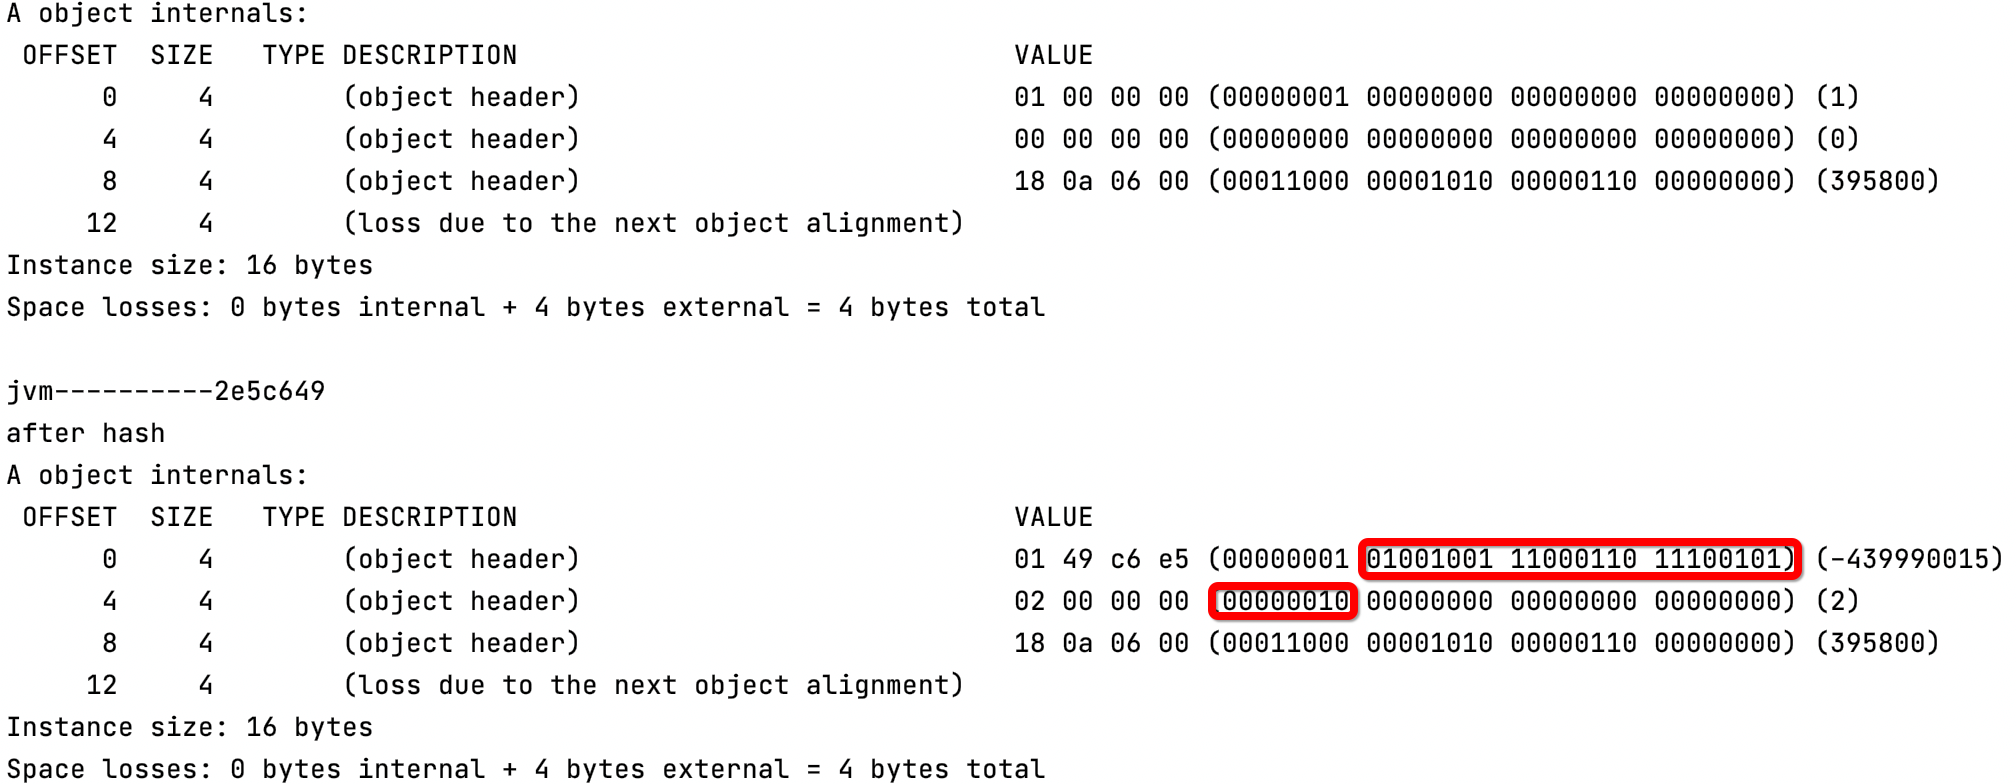 A object internals:
OFFSET  SIZE   TYPE DESCRIPTION                               VALUE
0     4        (object header)                           01 00 00 00 (00000001 00000000 00000000 00000000) (1)
4     4        (object header)                           00 00 00 00 (00000000 00000000 00000000 00000000) (0)
8     4        (object header)                           18 0a 06 00 (00011000 00001010 00000110 00000000) (395800)
12     4        (loss due to the next object alignment)
Instance size: 16 bytes
Space losses: 0 bytes internal + 4 bytes external = 4 bytes total
jvm----------2e5c649
after hash
A object internals:
OFFSET  SIZE   TYPE DESCRIPTION                               VALUE
0     4        (object header)                           01 49 c6 e5 (00000001 01001001 11000110 11100101) (-439990015)
4     4        (object header)                           02 00 00 00 (00000010 00000000 00000000 00000000) (2)
8     4        (object header)                           18 0a 06 00 (00011000 00001010 00000110 00000000) (395800)
12     4        (loss due to the next object alignment)
Instance size: 16 bytes
Space losses: 0 bytes internal + 4 bytes external = 4 bytes total